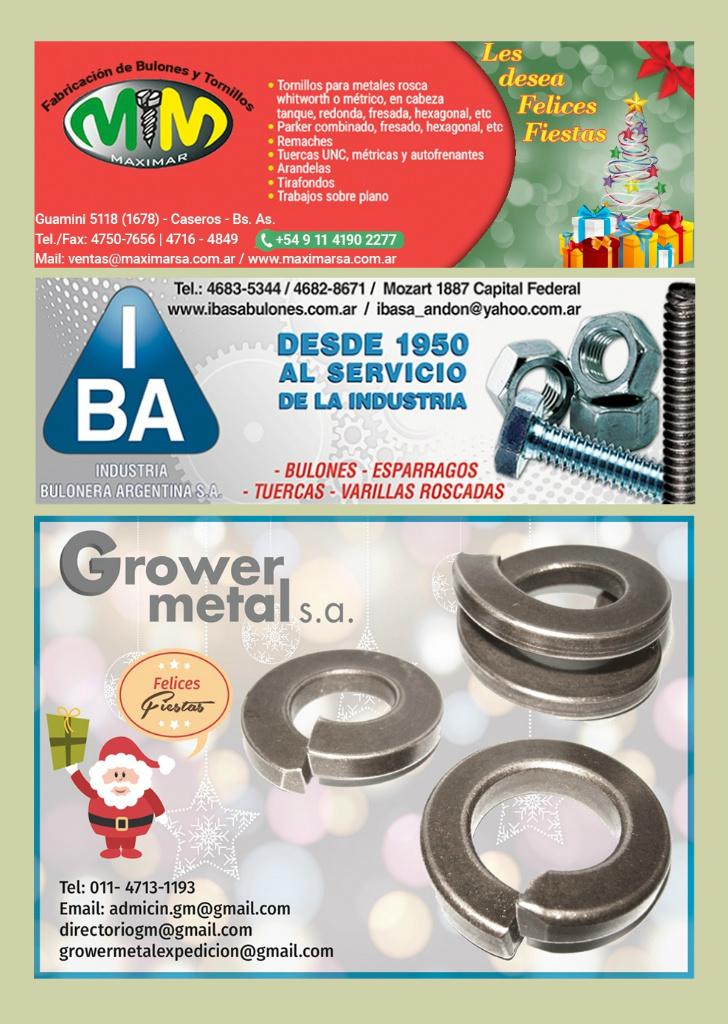 Fabricación de Bulones y Tornillos
MM
MAXIMAR
• Tornillos para metales rosca
whitworth o métrico, en cabeza
tanque, redonda, fresada, hexagonal, etc
• Parker combinado, fresado, hexagonal, etc
• Remaches
• Tuercas UNC, métricas y autofrenantes
• Arandelas
• Tirafondos
• Trabajos sobre plano
Les
desea
Felices
Fiestas
Guamini 5118 (1678) - Caseros - Bs. As.
Tel./Fax: 4750-7656 | 4716 - 4849 +54 9 11 4190 2277
Mail: ventas@maximarsa.com.ar / www.maximarsa.com.ar
Tel.: 4683-5344 / 4682-8671 / Mozart 1887 Capital Federal
www.ibasabulones.com.ar / ibasa_andon@yahoo.com.ar
I
BA
INDUSTRIA
BULONERA ARGENTINA S.A.
DESDE 1950
AL SERVICIO
DE LA INDUSTRIA
- BULONES - ESPARRAGOS
- TUERCAS - VARILLAS ROSCADAS
Grower
metal s.a.
Felices
Fiestas
Tel: 011- 4713-1193
Email: admicin.gm@gmail.com
directoriogm@gmail.com
growermetalexpedicion@gmail.com